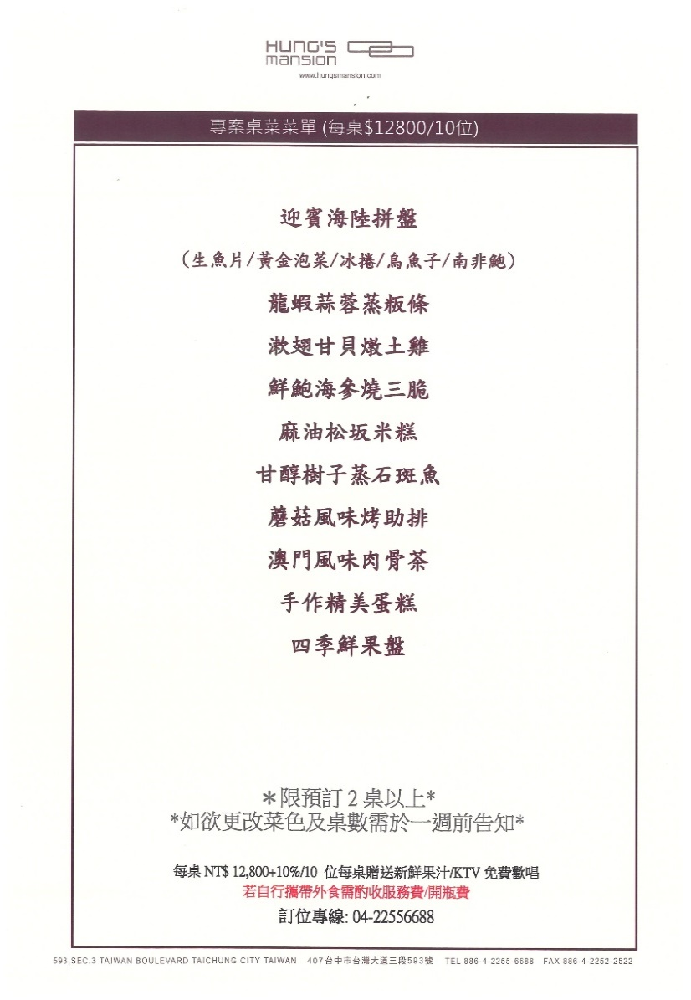 HUNG'S
mansion
www.hungsmansion.com
專案桌菜菜單 (每桌$12800/10位)
迎賓海陸拼盤
(生魚片/黃金泡菜/冰捲/烏魚子/南非鮑)
龍蝦蒜蓉蒸粄條
漱翅甘貝燉土雞
鮮鮑海參燒三脆
麻油松坂米糕
甘醇樹子蒸石斑魚
蘑菇風味烤助排
澳門風味肉骨茶
手作精美蛋糕
四季鮮果盤
＊限預訂 2 桌以上*
*如欲更改菜色及桌數需於一週前告知*
每桌 NT$ 12,800+10%/10 位每桌贈送新鮮果汁/KTV 免費歡唱
若自行攜帶外食需酌收服務費/開瓶費
訂位專線: 04-22556688
593,SEC.3 TAIWAN BOULEVARD TAICHUNG CITY TAIWAN 407台中市台灣大道三段593號 TEL 886-4-2255-6688 FAX 886-4-2252-2522